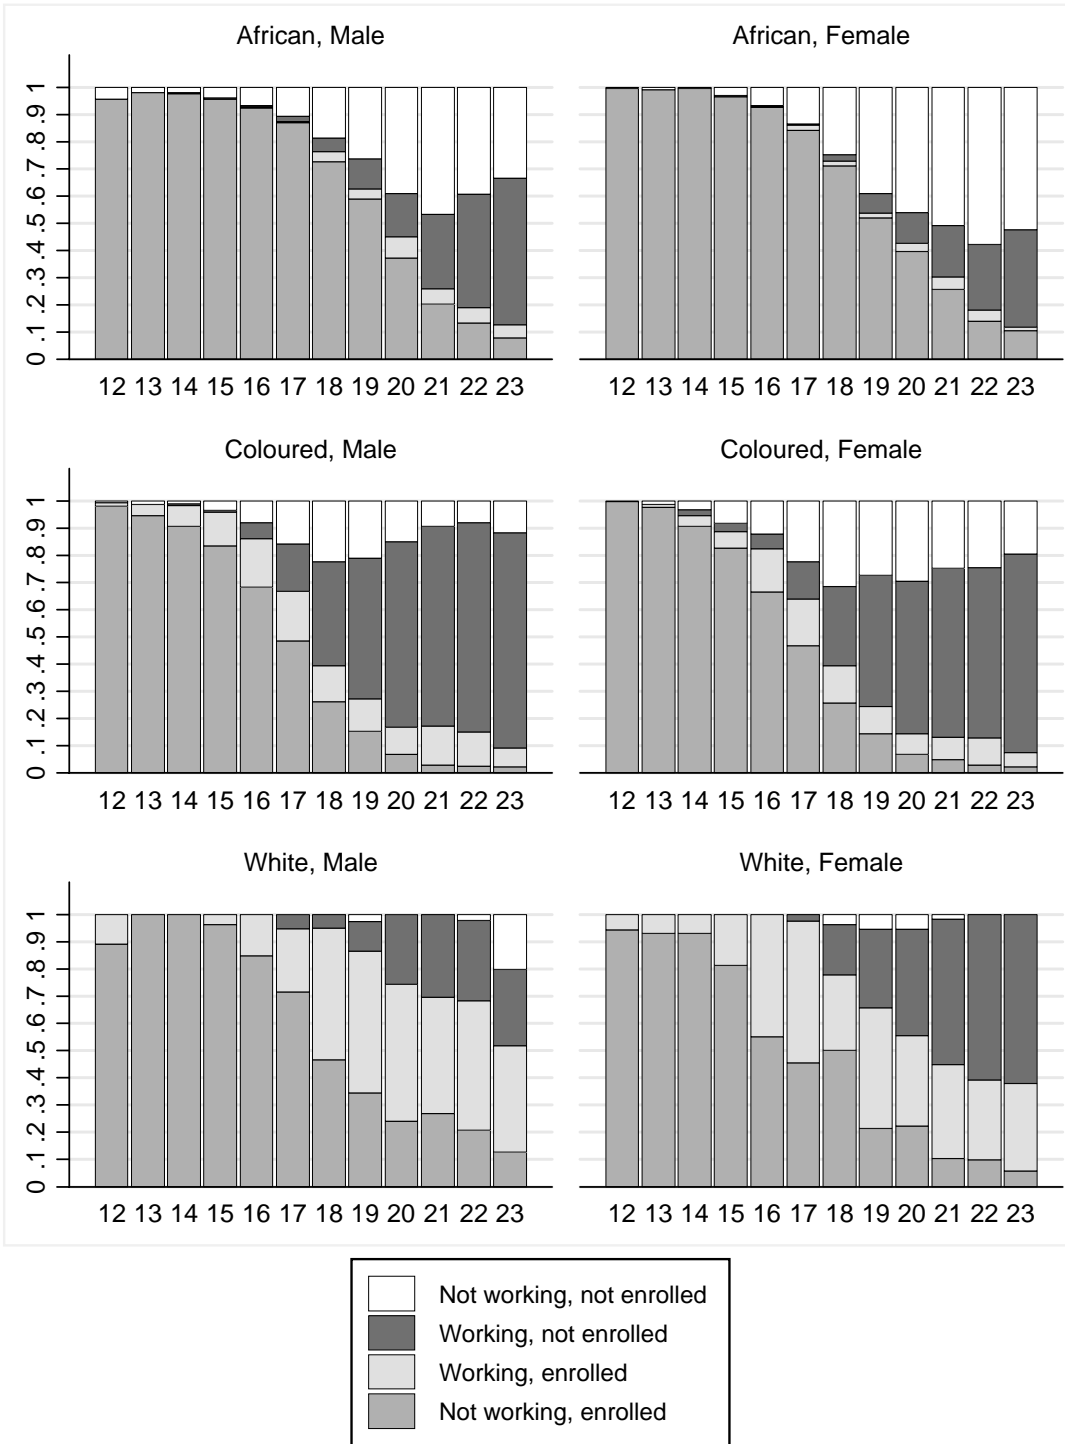 African, Male
African, Female
0 .1 .2 .3 .4 .5 .6 .7 .8 .9 1
12 13 14 15 16 17 18 19 20 21 22 23
12 13 14 15 16 17 18 19 20 21 22 23
Coloured, Male
Coloured, Female
0 .1 .2 .3 .4 .5 .6 .7 .8 .9 1
12 13 14 15 16 17 18 19 20 21 22 23
12 13 14 15 16 17 18 19 20 21 22 23
White, Male
White, Female
0 .1 .2 .3 .4 .5 .6 .7 .8 .9 1
12 13 14 15 16 17 18 19 20 21 22 23
12 13 14 15 16 17 18 19 20 21 22 23
Not working, not enrolled
Working, not enrolled
Working, enrolled
Not working, enrolled